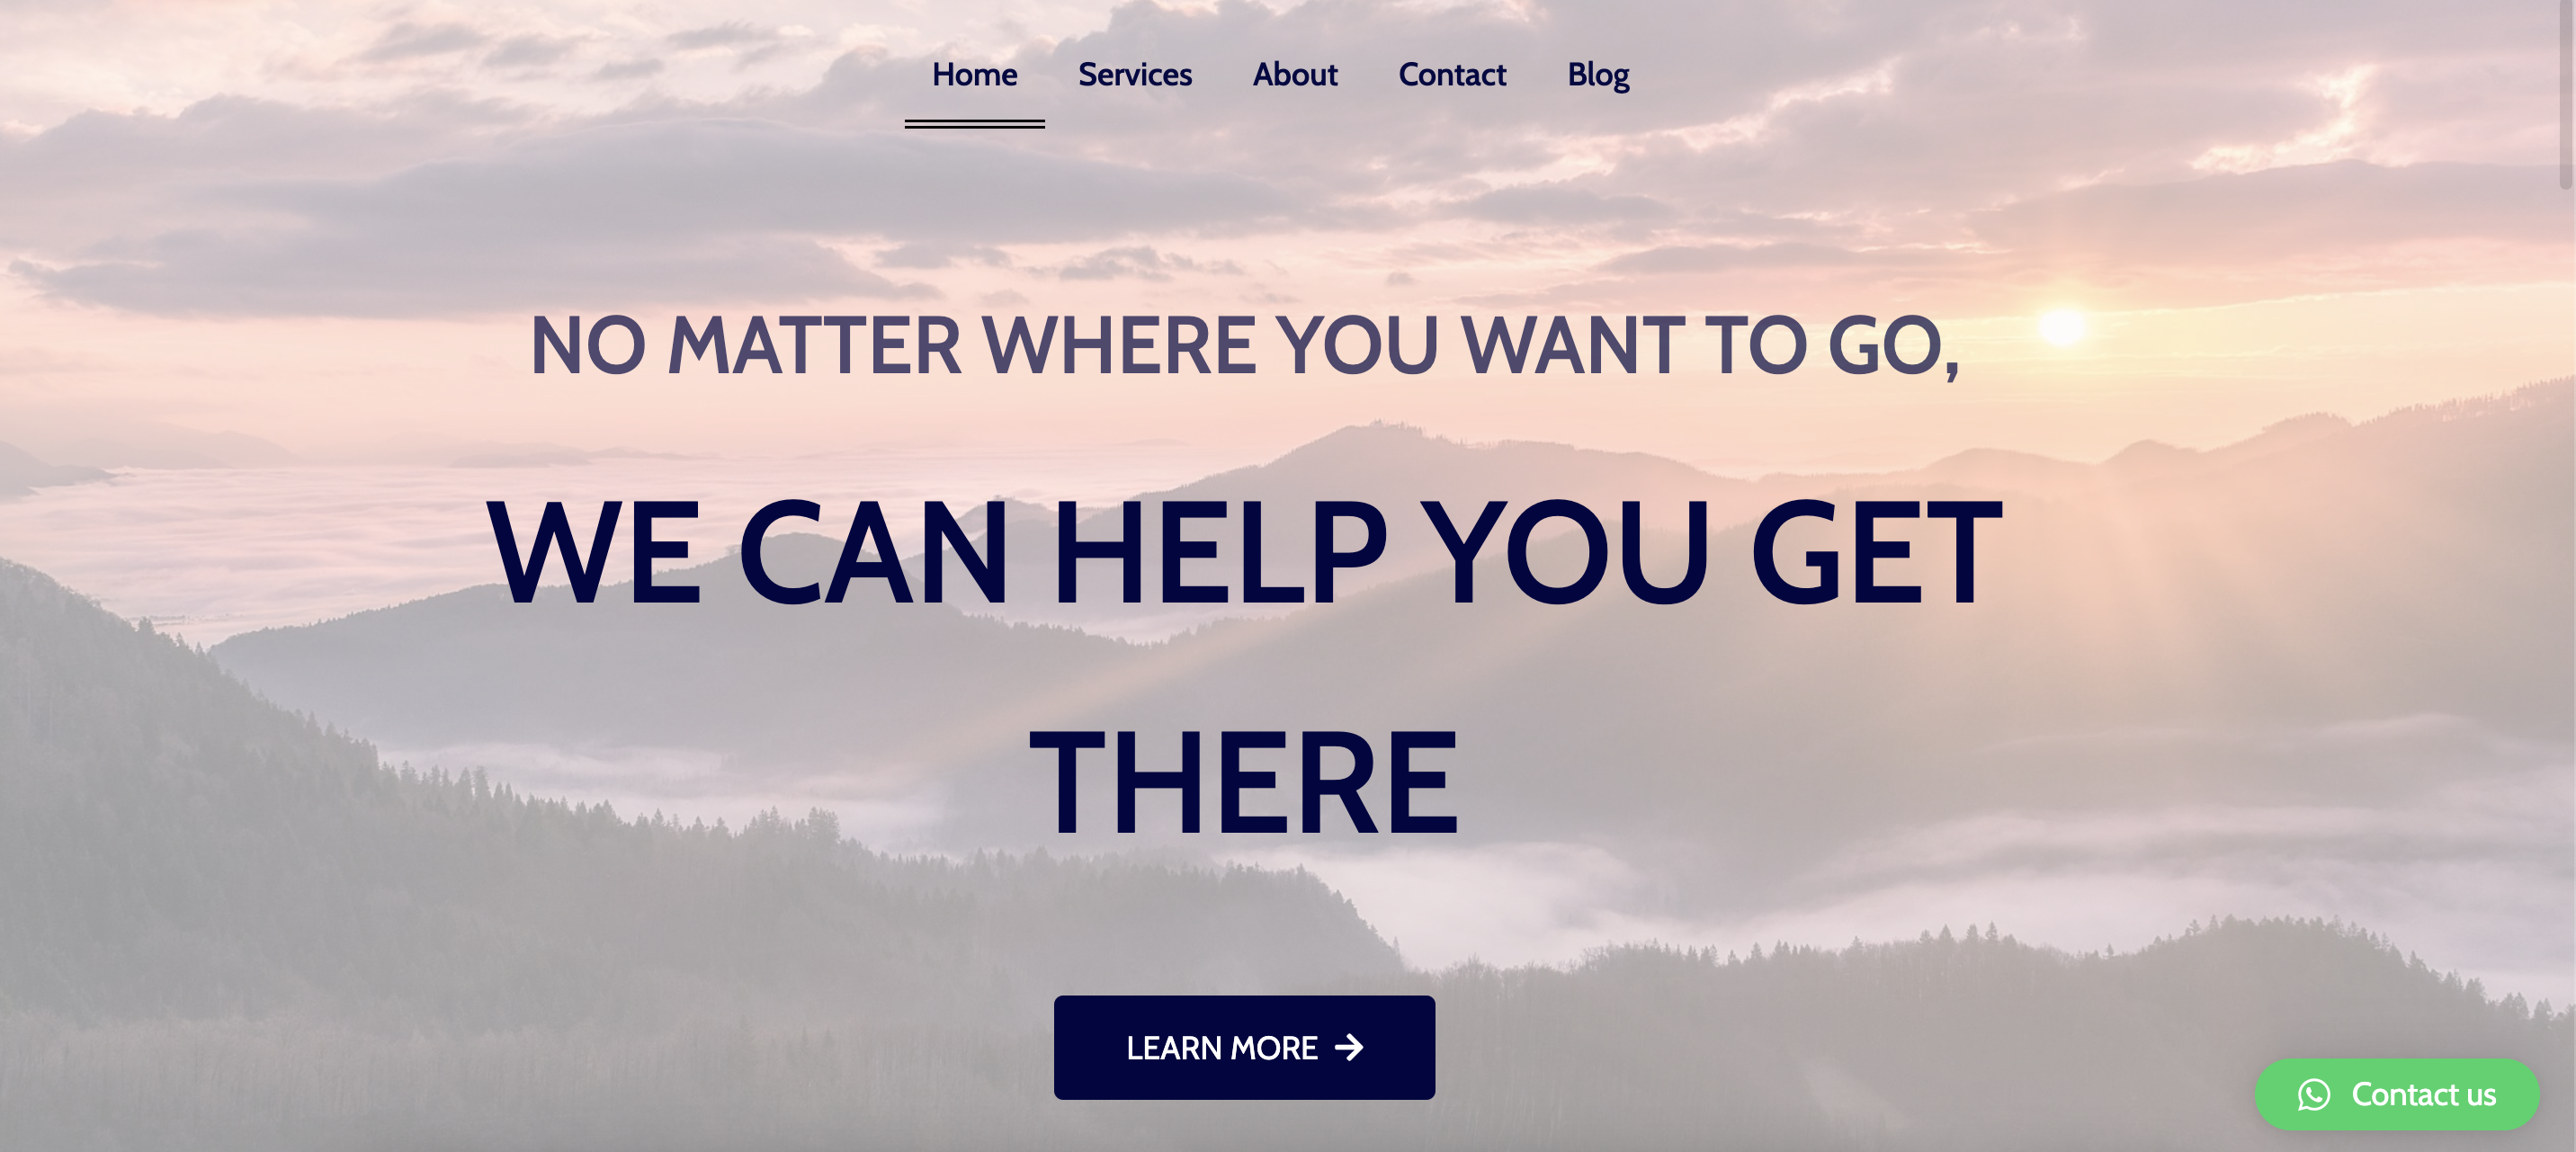 Home Services About Contact Blog
NO MATTER WHERE YOU WANT TO GO,
WE CAN HELP YOU GET
THERE
LEARN MORE
Contact us